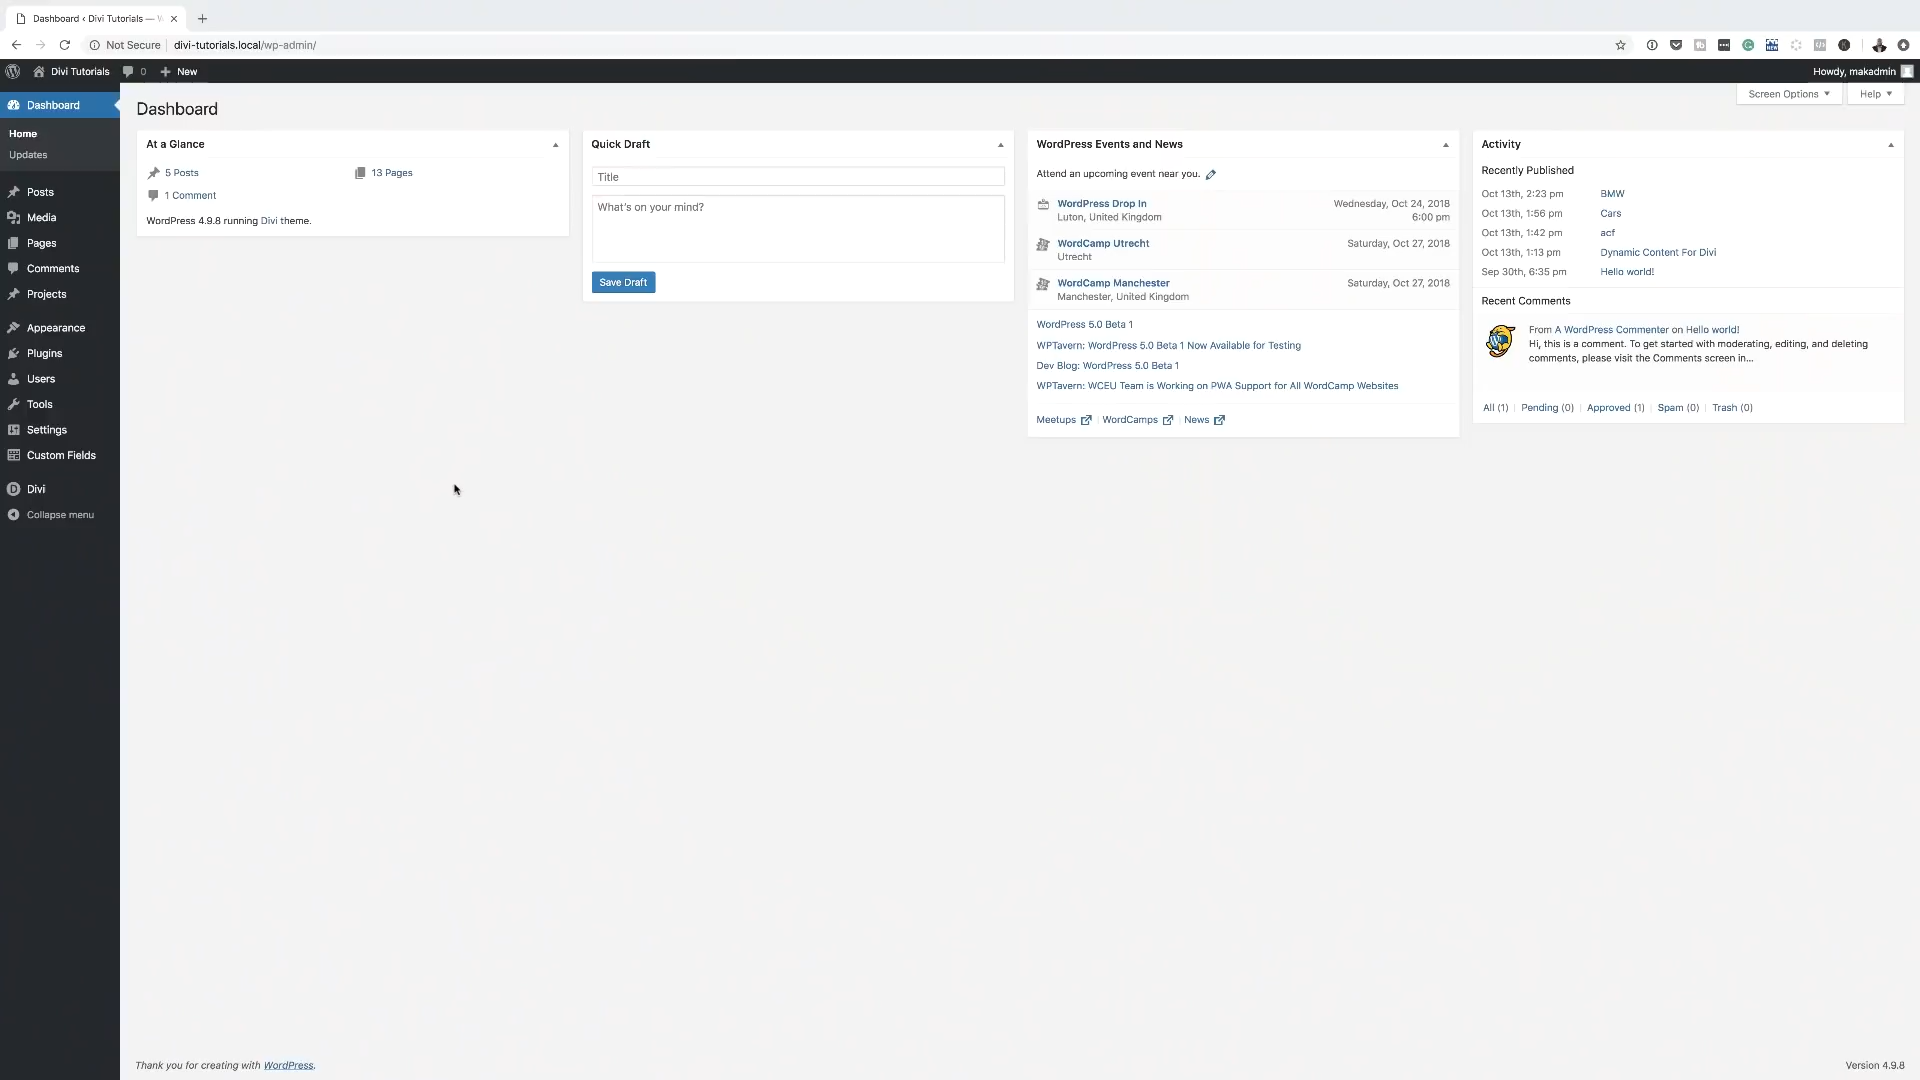 Dashboard ‹ Divi Tutorials —
Not Secure divi-tutorials.local/wp-admin/
Divi Tutorials 0 New Howdy, makadmin
Dashboard
Home
Updates
Posts
Media
Pages
Comments
Projects
Appearance
Plugins
Users
Tools
Settings
Custom Fields
Divi
Collapse menu
Screen Options Help
Dashboard
At a Glance
5 Posts 13 Pages
1 Comment
WordPress 4.9.8 running Divi theme.
Quick Draft
Title
What's on your mind?
Save Draft
WordPress Events and News
Attend an upcoming event near you.
WordPress Drop In Wednesday, Oct 24, 2018
Luton, United Kingdom 6:00 pm
WordCamp Utrecht Saturday, Oct 27, 2018
Utrecht
WordCamp Manchester Saturday, Oct 27, 2018
Manchester, United Kingdom
WordPress 5.0 Beta 1
WPTavern: WordPress 5.0 Beta 1 Now Available for Testing
Dev Blog: WordPress 5.0 Beta 1
WPTavern: WCEU Team is Working on PWA Support for All WordCamp Websites
Meetups | WordCamps | News
Activity
Recently Published
Oct 13th, 2:23 pm BMW
Oct 13th, 1:56 pm Cars
Oct 13th, 1:42 pm acf
Oct 13th, 1:13 pm Dynamic Content For Divi
Sep 30th, 6:35 pm Hello world!
Recent Comments
From A WordPress Commenter on Hello world!
Hi, this is a comment. To get started with moderating, editing, and deleting
comments, please visit the Comments screen in…
All (1) | Pending (0) | Approved (1) | Spam (0) | Trash (0)
Thank you for creating with WordPress.
Version 4.9.8